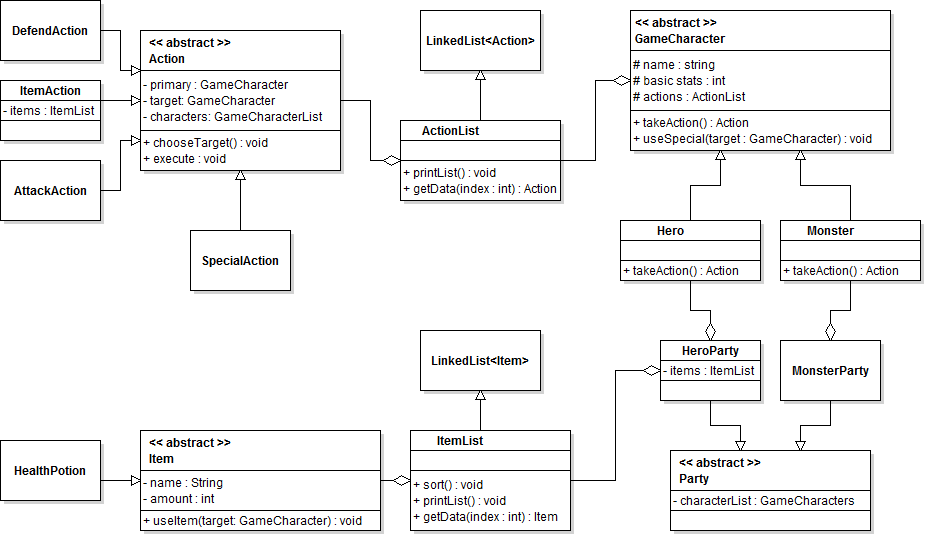 DefendAction
ItemAction
- items : ItemList
AttackAction
<< abstract >>
Action
- primary : GameCharacter
- target: GameCharacter
- characters: GameCharacterList
+ chooseTarget() : void
+ execute : void
SpecialAction
LinkedList<Action>
ActionList
+ printList() : void
+ getData(index : int) : Action
<< abstract >>
GameCharacter
# name : string
# basic stats : int
# actions : ActionList
+ takeAction() : Action
+ useSpecial(target : GameCharacter) : void
Hero
+ takeAction() : Action
Monster
+ takeAction() : Action
LinkedList<Item>
HeroParty
- items : ItemList
MonsterParty
HealthPotion
<< abstract >>
Item
- name : String
- amount : int
+ useItem(target: GameCharacter) : void
ItemList
+ sort() : void
+ printList() : void
+ getData(index : int) : Item
<< abstract >>
Party
- characterList : GameCharacters